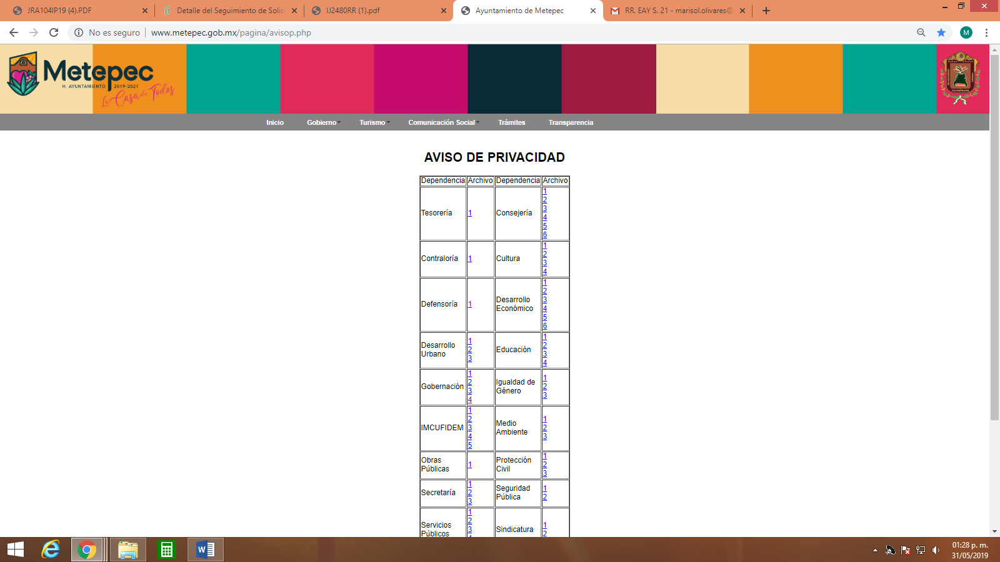 JRA104IP19 (4).PDF
Detalle del Seguimiento de Solic
IJ2480RR (1).pdf
Ayuntamiento de Metepec
RR. EAY S. 21 - marisol.olivares@
No es seguro
www.metepec.gob.mx/pagina/avisop.php
M
Metepec
H. AYUNTAMIENTO 2019-2021
La Casa de Todos
Inicio Gobierno Turismo Comunicación Social Trámites Transparencia
AVISO DE PRIVACIDAD
Dependencia Archivo Dependencia Archivo
Tesorería
1
Consejería
1
2
3
4
5
6
Contraloría
1
Cultura
1
2
3
4
Defensoría
1
Desarrollo
Económico
1
2
3
4
5
6
Desarrollo
Urbano
1
2
3
Educación
1
2
3
4
Gobernación
1
2
3
4
Igualdad de
Género
1
2
3
IMCUFIDEM
1
2
3
4
5
Medio
Ambiente
1
2
3
Obras
Públicas
1
Protección
Civil
1
2
3
Secretaría
1
2
3
Seguridad
Pública
1
2
Servicios
Públicos
1
2
3
4
Sindicatura
1
2
01:28 p. m.
31/05/2019